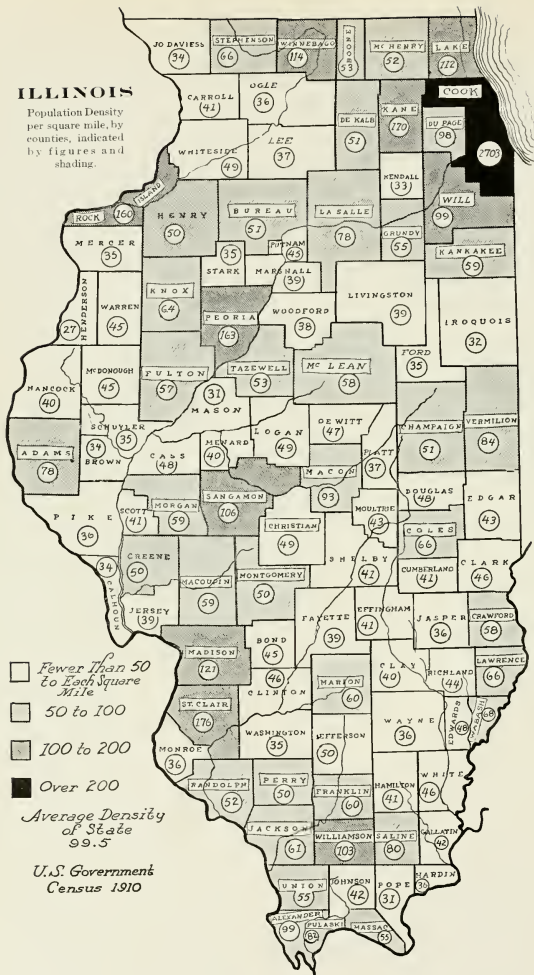 ILLINOIS
Population Density
per square mile, by
counties, indicated
by figures and
shading.
JO DAVIESS
34
STEPHENSON
66
WINNEBAGO
114
BOONE
53
MCHENRY
52
LAKE
112
CARROLL
41
OGLE
36
DE KALB
51
KANE
170
COOK
2703
DU PAGE
98
WHITESIDE
49
LEE
37
KENDALL
33
WILL
99
ROCK ISLAND
160
HENRY
50
BUREAU
51
LA SALLE
78
GRUNDY
55
KANKAKEE
59
MERCER
35
PUTNAM
45
STARK
35
MARSHALL
39
KNOX
64
HENDERSON
27
WARREN
45
PEORIA
163
WOODFORD
38
LIVINGSTON
39
IROQUOIS
32
FORD
35
HANCOCK
40
McDONOUGH
45
FULTON
57
TAZEWELL
53
Mc LEAN
58
MASON
31
SCHUYLER
35
BROWN
34
ADAMS
78
CASS
48
MENARD
40
LOGAN
49
DEWITT
47
PIATT
37
CHAMPAIGN
51
VERMILION
84
MACON
93
SANGAMON
106
MORGAN
59
SCOTT
41
PIKE
36
CHRISTIAN
49
MOULTRIE
43
DOUGLAS
48
EDGAR
43
COLES
66
GREENE
50
CALHOUN
34
MACOUPIN
59
MONTGOMERY
50
SHELBY
41
CUMBERLAND
41
CLARK
46
JERSEY
39
FAYETTE
39
EFFINGHAM
41
JASPER
36
CRAWFORD
58
MADISON
121
BOND
45
CLINTON
46
MARION
60
CLAY
40
RICHLAND
44
LAWRENCE
66
ST. CLAIR
176
WASHINGTON
35
JEFFERSON
50
WAYNE
36
EDWARDS
48
WABASH
68
MONROE
36
RANDOLPH
52
PERRY
50
FRANKLIN
60
HAMILTON
41
WHITE
46
JACKSON
61
WILLIAMSON
103
SALINE
80
GALLATIN
42
UNION
55
JOHNSON
42
POPE
31
HARDIN
36
ALEXANDER
99
PULASKI
82
MASSAC
55
Fewer Than 50
to Each Square
Mile
50 to 100
100 to 200
Over 200
Average Density
of State
99.5
U.S. Government
Census 1910